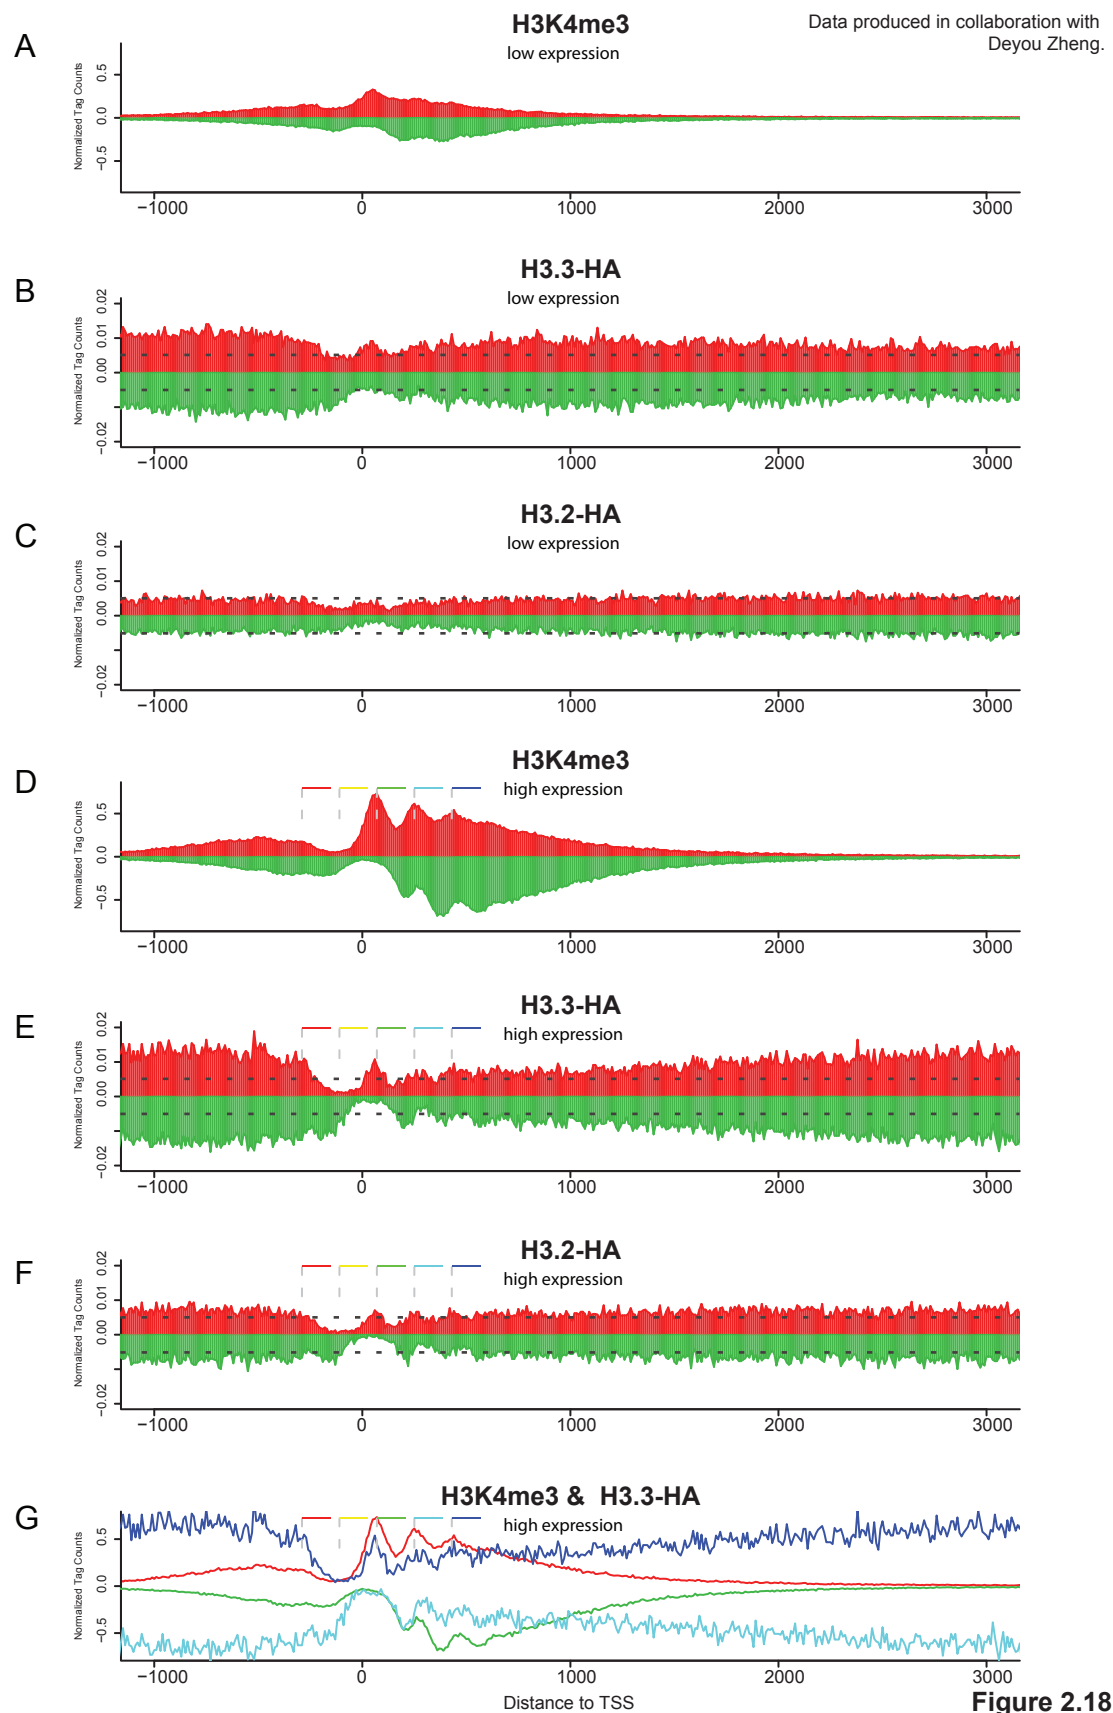 Data produced in collaboration with
Deyou Zheng.
A
H3K4me3
low expression
Normalized Tag Counts
0.5
0.0
−0.5
−1000 0 1000 2000 3000
B
H3.3-HA
low expression
Normalized Tag Counts
0.02
0.01
0.00
−0.02
−1000 0 1000 2000 3000
C
H3.2-HA
low expression
Normalized Tag Counts
0.02
0.01
0.00
−0.02
−1000 0 1000 2000 3000
D
H3K4me3
high expression
Normalized Tag Counts
0.5
0.0
−0.5
−1000 0 1000 2000 3000
E
H3.3-HA
high expression
Normalized Tag Counts
0.02
0.01
0.00
−0.02
−1000 0 1000 2000 3000
F
H3.2-HA
high expression
Normalized Tag Counts
0.02
0.01
0.00
−0.02
−1000 0 1000 2000 3000
G
H3K4me3 & H3.3-HA
high expression
Normalized Tag Counts
0.5
0.0
−0.5
−1000 0 1000 2000 3000
Distance to TSS
Figure 2.18